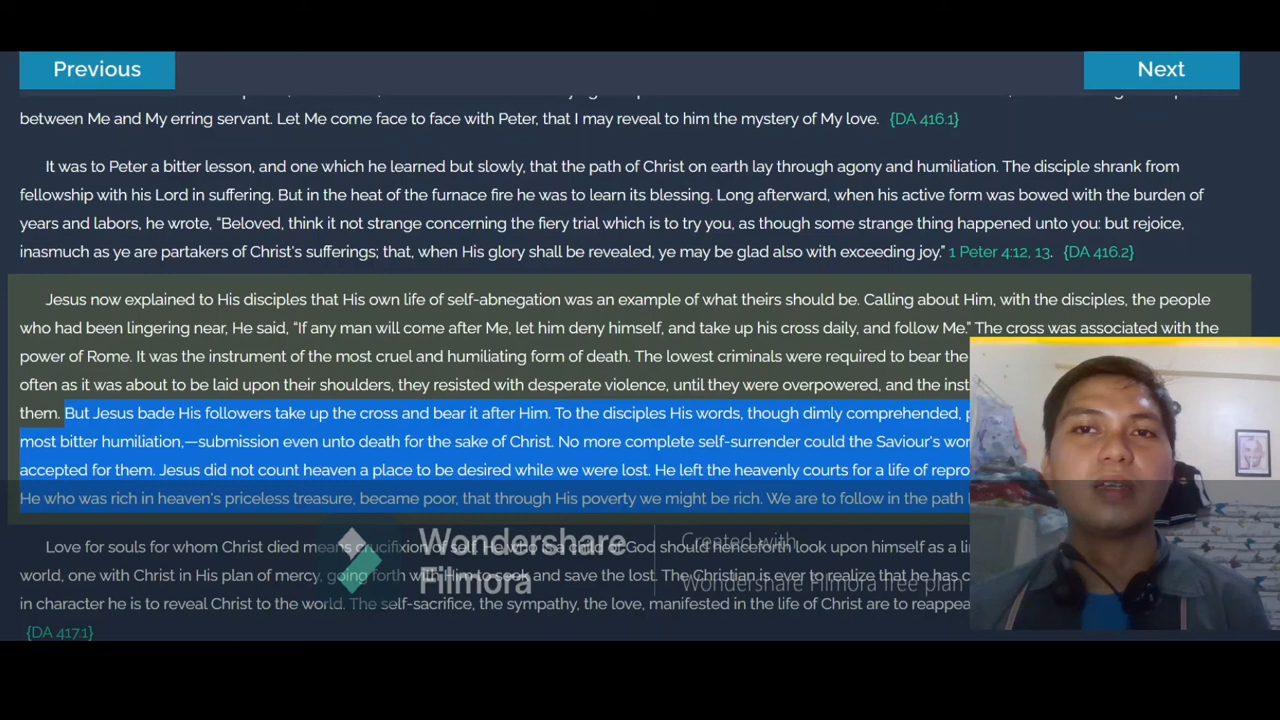 Previous
Next
between Me and My erring servant. Let Me come face to face with Peter, that I may reveal to him the mystery of My love. {DA 416.1}
It was to Peter a bitter lesson, and one which he learned but slowly, that the path of Christ on earth lay through agony and humiliation. The disciple shrank from
fellowship with his Lord in suffering. But in the heat of the furnace fire he was to learn its blessing. Long afterward, when his active form was bowed with the burden of
years and labors, he wrote, “Beloved, think it not strange concerning the fiery trial which is to try you, as though some strange thing happened unto you: but rejoice,
inasmuch as ye are partakers of Christ's sufferings; that, when His glory shall be revealed, ye may be glad also with exceeding joy.” 1 Peter 4:12, 13. {DA 416.2}
Jesus now explained to His disciples that His own life of self-abnegation was an example of what theirs should be. Calling about Him, with the disciples, the people
who had been lingering near, He said, “If any man will come after Me, let him deny himself, and take up his cross daily, and follow Me.” The cross was associated with the
power of Rome. It was the instrument of the most cruel and humiliating form of death. The lowest criminals were required to bear the
often as it was about to be laid upon their shoulders, they resisted with desperate violence, until they were overpowered, and the
them. But Jesus bade His followers take up the cross and bear it after Him. To the disciples His words, though dimly comprehended,
most bitter humiliation,—submission even unto death for the sake of Christ. No more complete self-surrender could the Saviour's
accepted for them. Jesus did not count heaven a place to be desired while we were lost. He left the heavenly courts for a life of
He who was rich in heaven's priceless treasure, became poor, that through His poverty we might be rich. We are to follow in the path
Love for souls for whom Christ died means crucifixion of self. He who is a child of God should henceforth look upon himself as a
world, one with Christ in His plan of mercy, going forth with Him to seek and save the lost. The Christian is ever to realize that he has
in character he is to reveal Christ to the world. The self-sacrifice, the sympathy, the love, manifested in the life of Christ are to reappear
{DA 417.1}
Wondershare
Filmora
Created with
Wondershare Filmora free plan